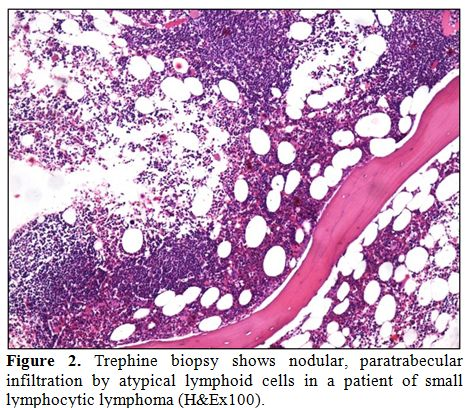 Figure 2. Trephine biopsy shows nodular, paratrabecular
infiltration by atypical lymphoid cells in a patient of small
lymphocytic lymphoma (H&Ex100).